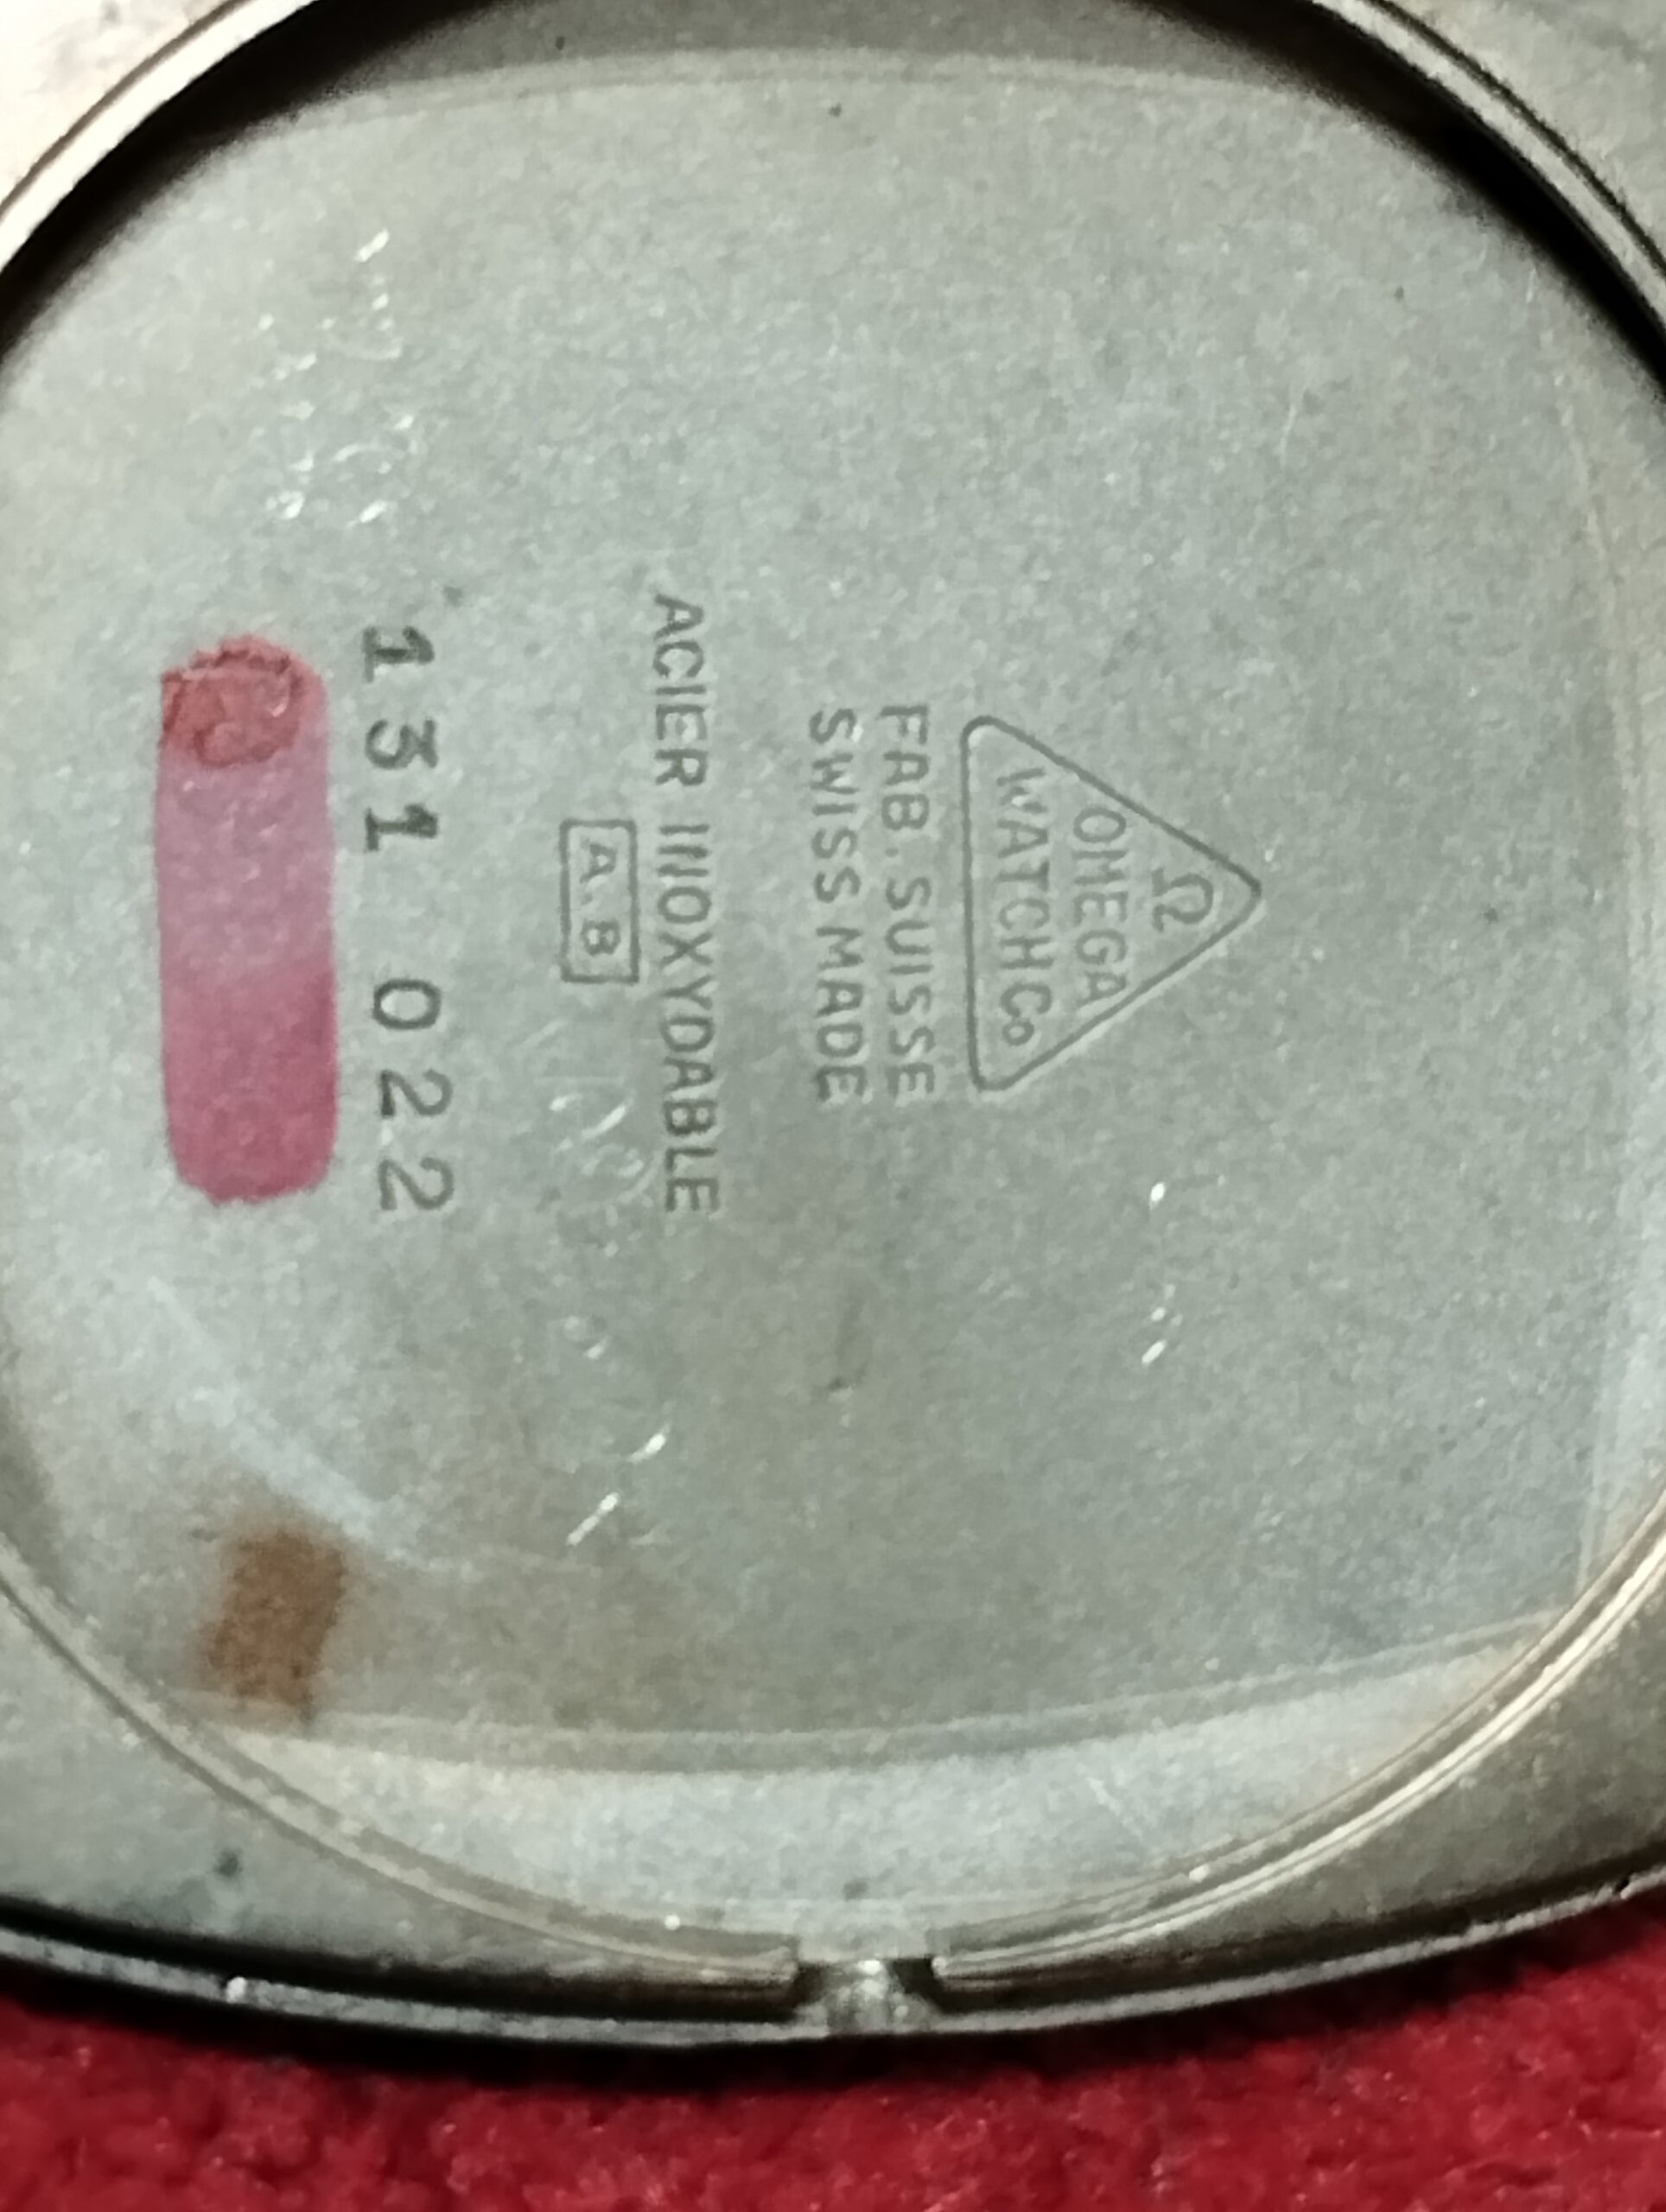 Ω
OMEGA
WATCH Co
FAB. SUISSE
SWISS MADE
ACIER INOXYDABLE
A.B
131 022